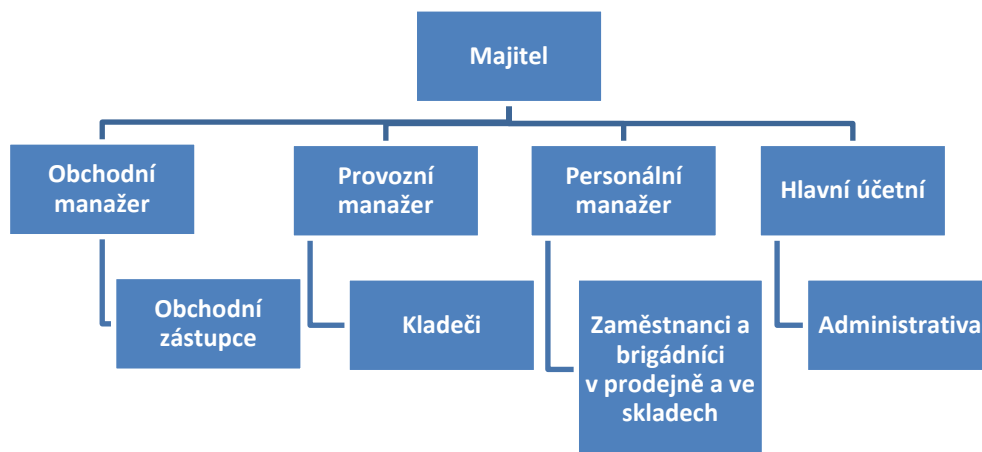 Majitel
Obchodní
manažer
Provozní
manažer
Personální
manažer
Hlavní účetní
Obchodní
zástupce
Kladeči
Zaměstnanci a
brigádníci
v prodejně a ve
skladech
Administrativa